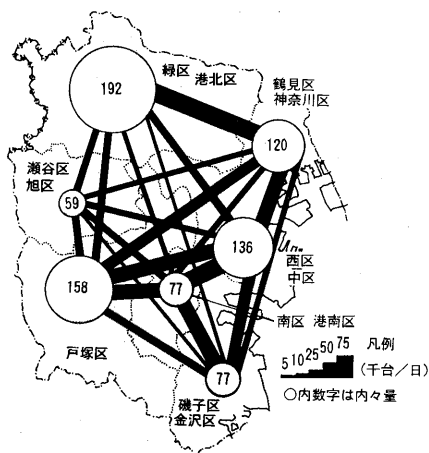 192
緑区 港北区
鶴見区
神奈川区
120
瀬谷区
旭区
59
136
西区
中区
158
77
南区 港南区
戸塚区
77
磯子区
金沢区
凡例
5 10 25 50 75
(千台/日)
○内数字は内々量